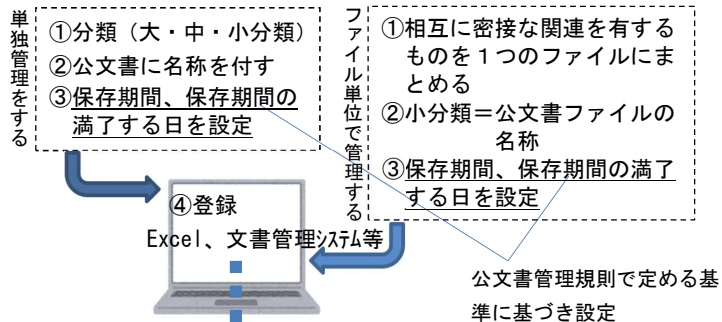 単独管理をする
①分類（大・中・小分類）
②公文書に名称を付す
③保存期間、保存期間の
満了する日を設定
ファイル単位で管理する
①相互に密接な関連を有する
ものを１つのファイルにま
とめる
②小分類＝公文書ファイルの
名称
③保存期間、保存期間の満了
する日を設定
④登録
Excel、文書管理ｼｽﾃﾑ等
公文書管理規則で定める基
準に基づき設定